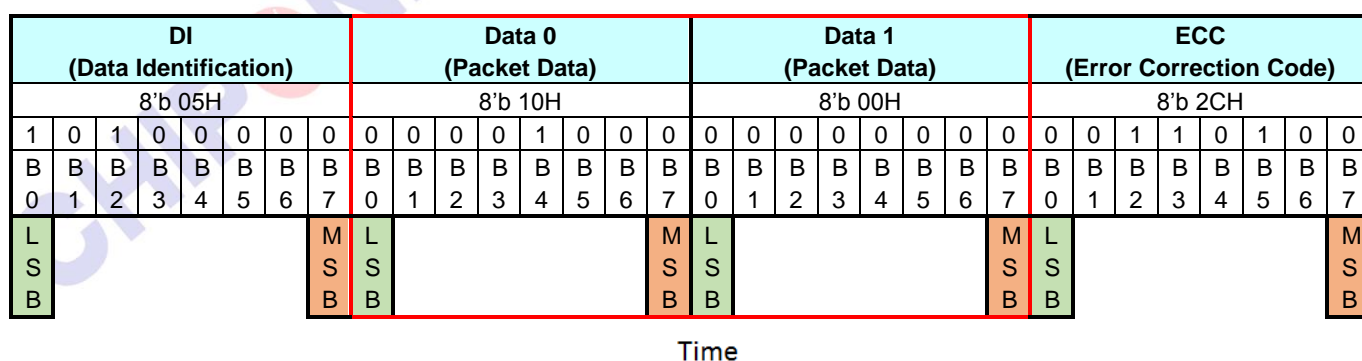 DI Data 0 Data 1 ECC
(Data Identification) (Packet Data) (Packet Data) (Error Correction Code)
8’b 05H 8’b 10H 8’b 00H 8’b 2CH
1 0 1 0 0 0 0 0 0 0 0 0 1 0 0 0 0 0 0 0 0 0 0 0 0 0 1 1 0 1 0 0
B B B B B B B B B B B B B B B B B B B B B B B B B B B B B B B B
0 1 2 3 4 5 6 7 0 1 2 3 4 5 6 7 0 1 2 3 4 5 6 7 0 1 2 3 4 5 6 7
L M L M L M L M
S S S S S S S S
B B B B B B B B
Time
CHIPON